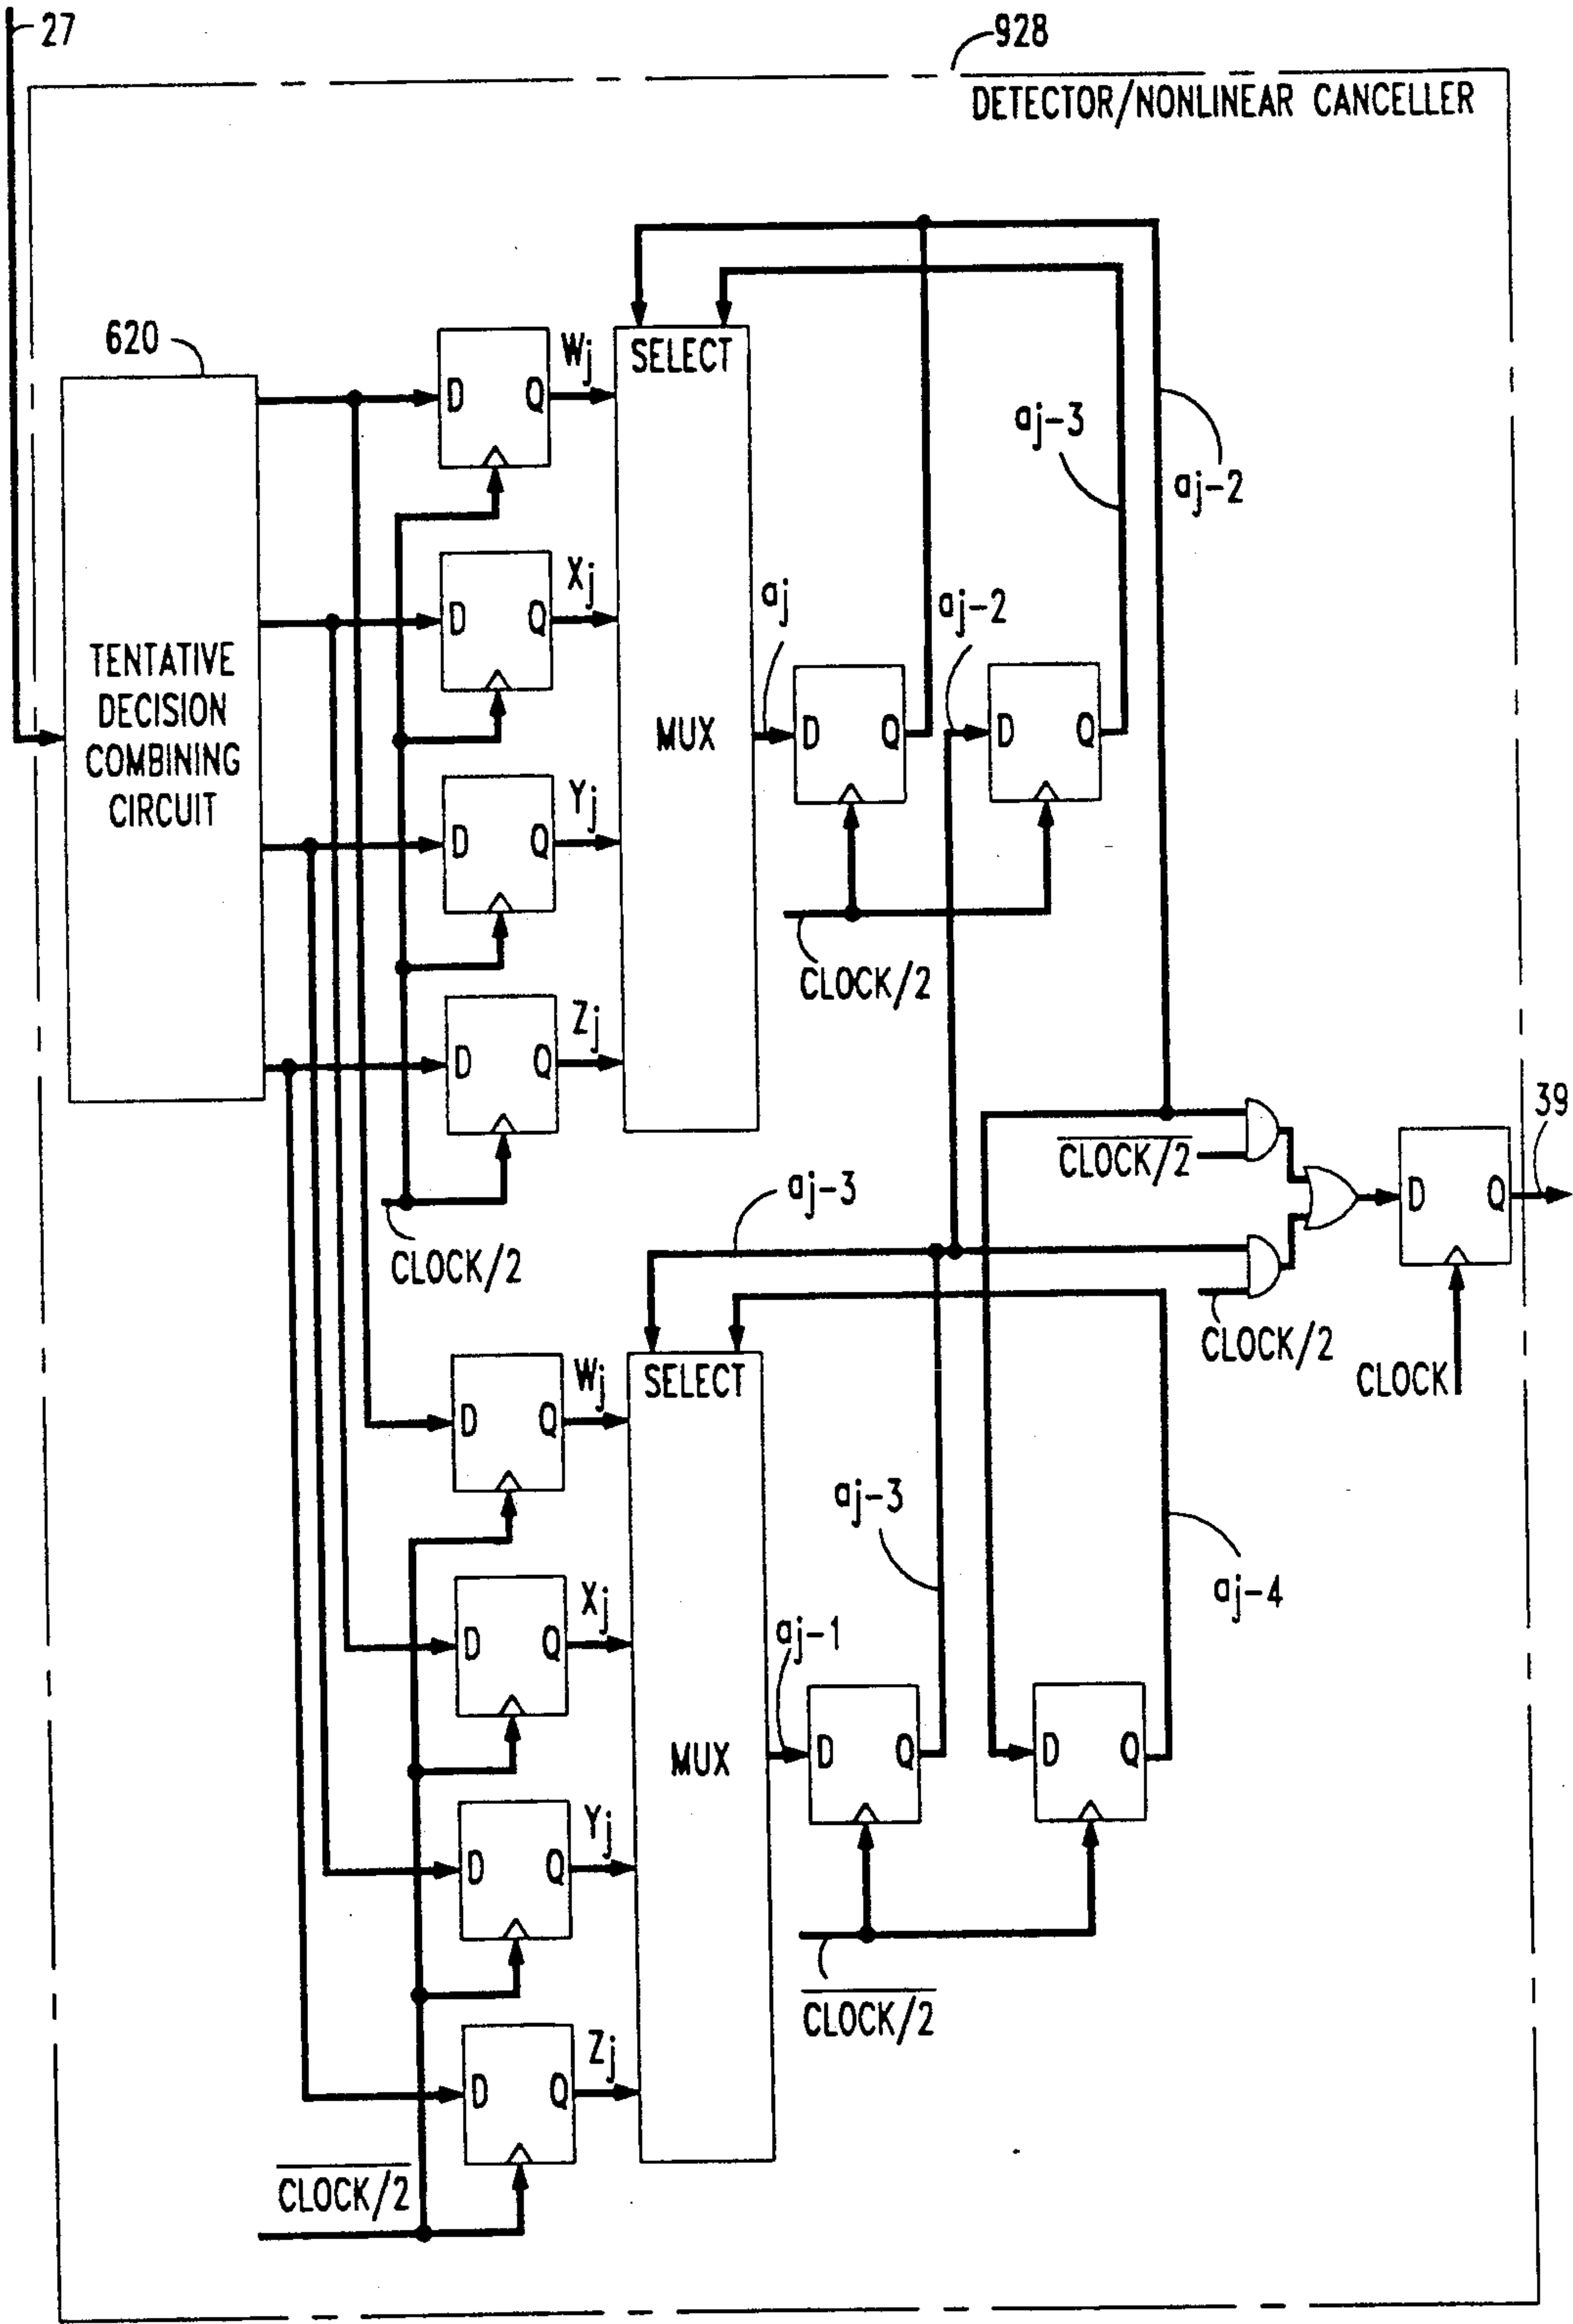 27
928
DETECTOR/NONLINEAR CANCELLER
620
TENTATIVE
DECISION
COMBINING
CIRCUIT
D Q
Wj
D Q
Xj
D Q
Yj
D Q
Zj
CLOCK/2
SELECT
MUX
aj
D Q
aj-2
D Q
CLOCK/2
aj-3
aj-2
CLOCK/2
CLOCK/2
D Q
CLOCK
39
aj-3
D Q
Wj
D Q
Xj
D Q
Yj
D Q
Zj
CLOCK/2
SELECT
MUX
aj-1
D Q
aj-3
D Q
aj-4
CLOCK/2